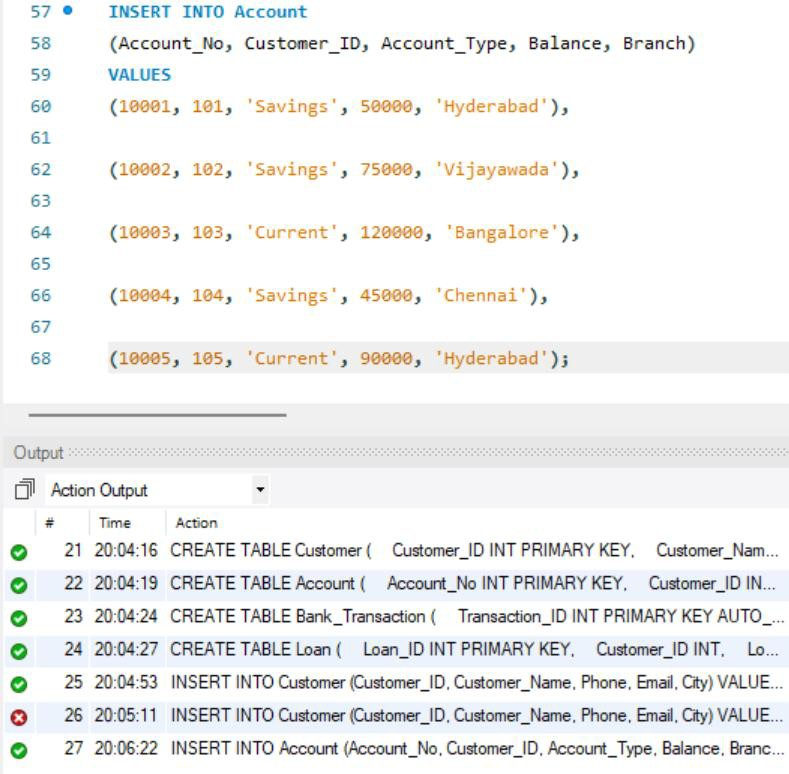 57 INSERT INTO Account
58 (Account_No, Customer_ID, Account_Type, Balance, Branch)
59 VALUES
60 (10001, 101, 'Savings', 50000, 'Hyderabad'),
61
62 (10002, 102, 'Savings', 75000, 'Vijayawada'),
63
64 (10003, 103, 'Current', 120000, 'Bangalore'),
65
66 (10004, 104, 'Savings', 45000, 'Chennai'),
67
68 (10005, 105, 'Current', 90000, 'Hyderabad');
Output
Action Output
# Time Action
21 20:04:16 CREATE TABLE Customer ( Customer_ID INT PRIMARY KEY, Customer_Nam...
22 20:04:19 CREATE TABLE Account ( Account_No INT PRIMARY KEY, Customer_ID IN...
23 20:04:24 CREATE TABLE Bank_Transaction ( Transaction_ID INT PRIMARY KEY AUTO_...
24 20:04:27 CREATE TABLE Loan ( Loan_ID INT PRIMARY KEY, Customer_ID INT, Lo...
25 20:04:53 INSERT INTO Customer (Customer_ID, Customer_Name, Phone, Email, City) VALUE...
26 20:05:11 INSERT INTO Customer (Customer_ID, Customer_Name, Phone, Email, City) VALUE...
27 20:06:22 INSERT INTO Account (Account_No, Customer_ID, Account_Type, Balance, Branc...